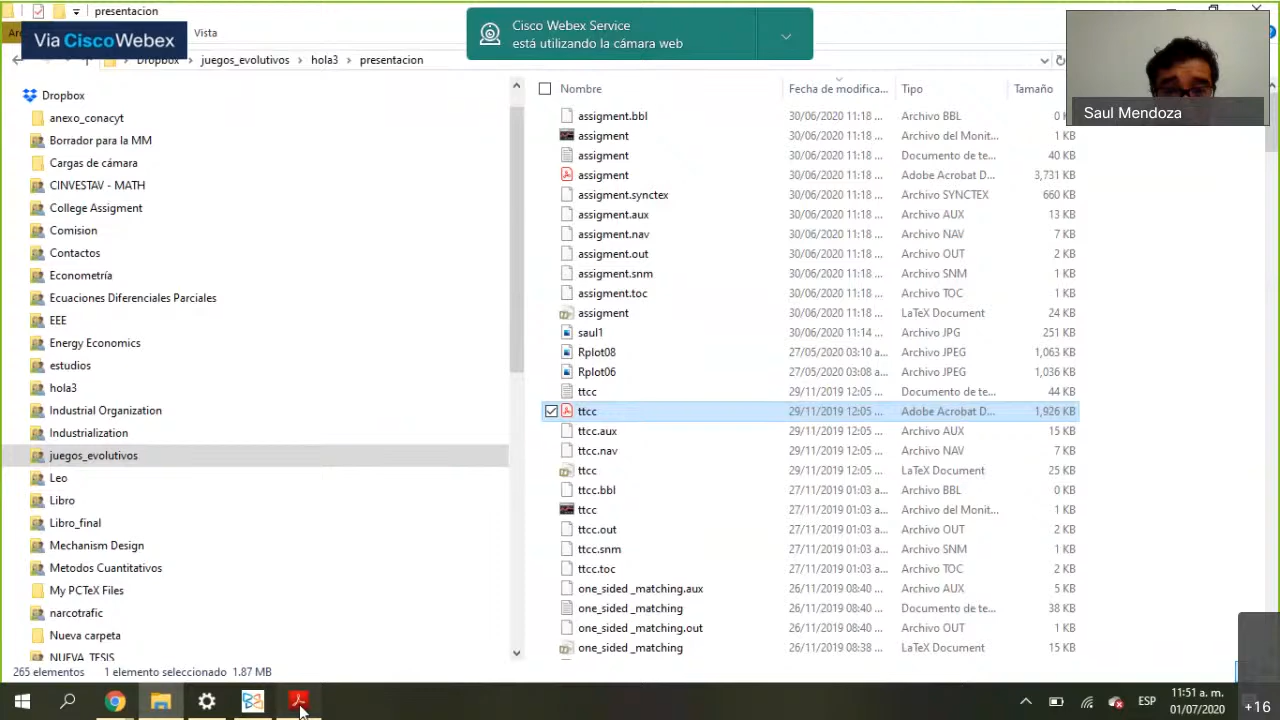 presentacion
Cisco Webex Service
está utilizando la cámara web
Via CiscoWebex
Vista
Dropbox
juegos_evolutivos
hola3
presentacion
Saul Mendoza
Nombre
Fecha de modifica...
Tipo
Tamaño
Dropbox
anexo_conacyt
Borrador para la MM
Cargas de cámara
CINVESTAV - MATH
College Assigment
Comision
Contactos
Econometría
Ecuaciones Diferenciales Parciales
EEE
Energy Economics
estudios
hola3
Industrial Organization
Industrialization
juegos_evolutivos
Leo
Libro
Libro_final
Mechanism Design
Metodos Cuantitativos
My PCTeX Files
narcotrafic
Nueva carpeta
NUEVA_TESIS
assigment.bbl 30/06/2020 11:18 ... Archivo BBL 0 K
assigment 30/06/2020 11:18 ... Archivo del Monit... 1 KB
assigment 30/06/2020 11:18 ... Documento de te... 40 KB
assigment 30/06/2020 11:18 ... Adobe Acrobat D... 3,731 KB
assigment.synctex 30/06/2020 11:18 ... Archivo SYNCTEX 660 KB
assigment.aux 30/06/2020 11:18 ... Archivo AUX 13 KB
assigment.nav 30/06/2020 11:18 ... Archivo NAV 7 KB
assigment.out 30/06/2020 11:18 ... Archivo OUT 2 KB
assigment.snm 30/06/2020 11:18 ... Archivo SNM 1 KB
assigment.toc 30/06/2020 11:18 ... Archivo TOC 1 KB
assigment 30/06/2020 11:18 ... LaTeX Document 24 KB
saul1 30/06/2020 11:14 ... Archivo JPG 251 KB
Rplot08 27/05/2020 03:10 a... Archivo JPEG 1,063 KB
Rplot06 27/05/2020 03:08 a... Archivo JPEG 1,036 KB
ttcc 29/11/2019 12:05 ... Documento de te... 44 KB
ttcc 29/11/2019 12:05 ... Adobe Acrobat D... 1,926 KB
ttcc.aux 29/11/2019 12:05 ... Archivo AUX 15 KB
ttcc.nav 29/11/2019 12:05 ... Archivo NAV 7 KB
ttcc 29/11/2019 12:05 ... LaTeX Document 25 KB
ttcc.bbl 27/11/2019 01:03 a... Archivo BBL 0 KB
ttcc 27/11/2019 01:03 a... Archivo del Monit... 1 KB
ttcc.out 27/11/2019 01:03 a... Archivo OUT 2 KB
ttcc.snm 27/11/2019 01:03 a... Archivo SNM 1 KB
ttcc.toc 27/11/2019 01:03 a... Archivo TOC 2 KB
one_sided _matching.aux 26/11/2019 08:40 ... Archivo AUX 5 KB
one_sided _matching 26/11/2019 08:40 ... Documento de te... 38 KB
one_sided _matching.out 26/11/2019 08:40 ... Archivo OUT 1 KB
one_sided _matching 26/11/2019 08:38 ... LaTeX Document 15 KB
265 elementos 1 elemento seleccionado 1.87 MB
ESP
11:51 a. m.
01/07/2020
+16